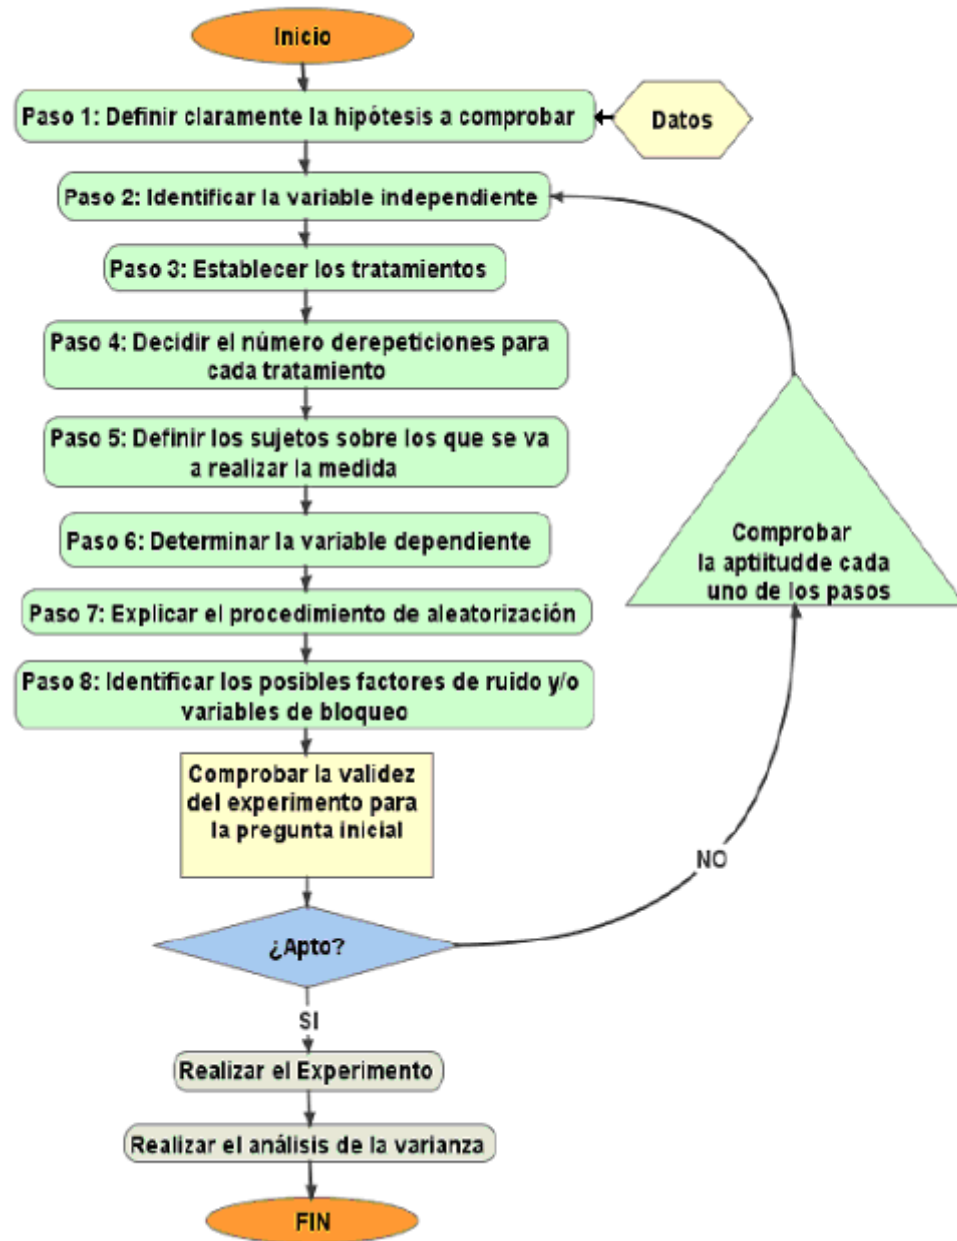 Inicio
Paso 1: Definir claramente la hipótesis a comprobar
Datos
Paso 2: Identificar la variable independiente
Paso 3: Establecer los tratamientos
Paso 4: Decidir el número derepeticiones para
cada tratamiento
Paso 5: Definir los sujetos sobre los que se va
a realizar la medida
Paso 6: Determinar la variable dependiente
Paso 7: Explicar el procedimiento de aleatorización
Paso 8: Identificar los posibles factores de ruido y/o
variables de bloqueo
Comprobar la validez
del experimento para
la pregunta inicial
¿Apto?
NO
Comprobar
la aptiitudde cada
uno de los pasos
SI
Realizar el Experimento
Realizar el análisis de la varianza
FIN